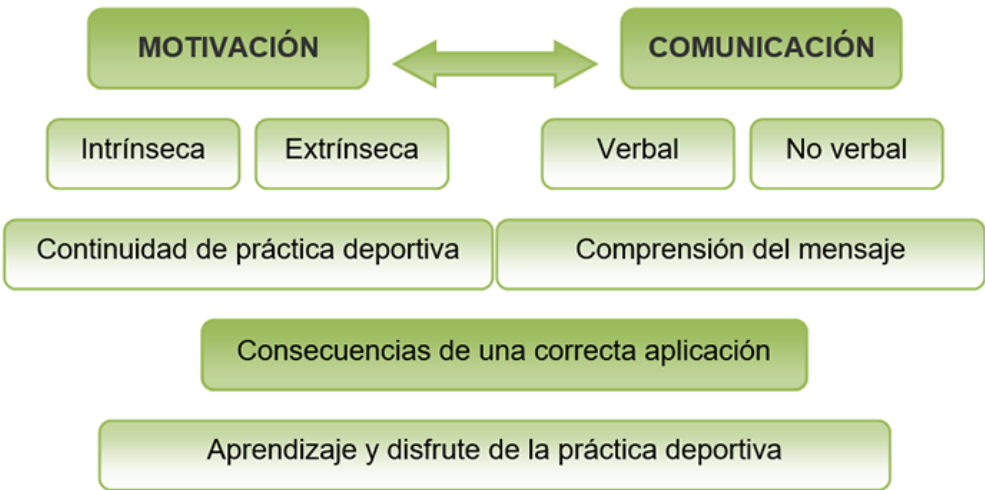 MOTIVACIÓN
COMUNICACIÓN
Intrínseca
Extrínseca
Verbal
No verbal
Continuidad de práctica deportiva
Comprensión del mensaje
Consecuencias de una correcta aplicación
Aprendizaje y disfrute de la práctica deportiva